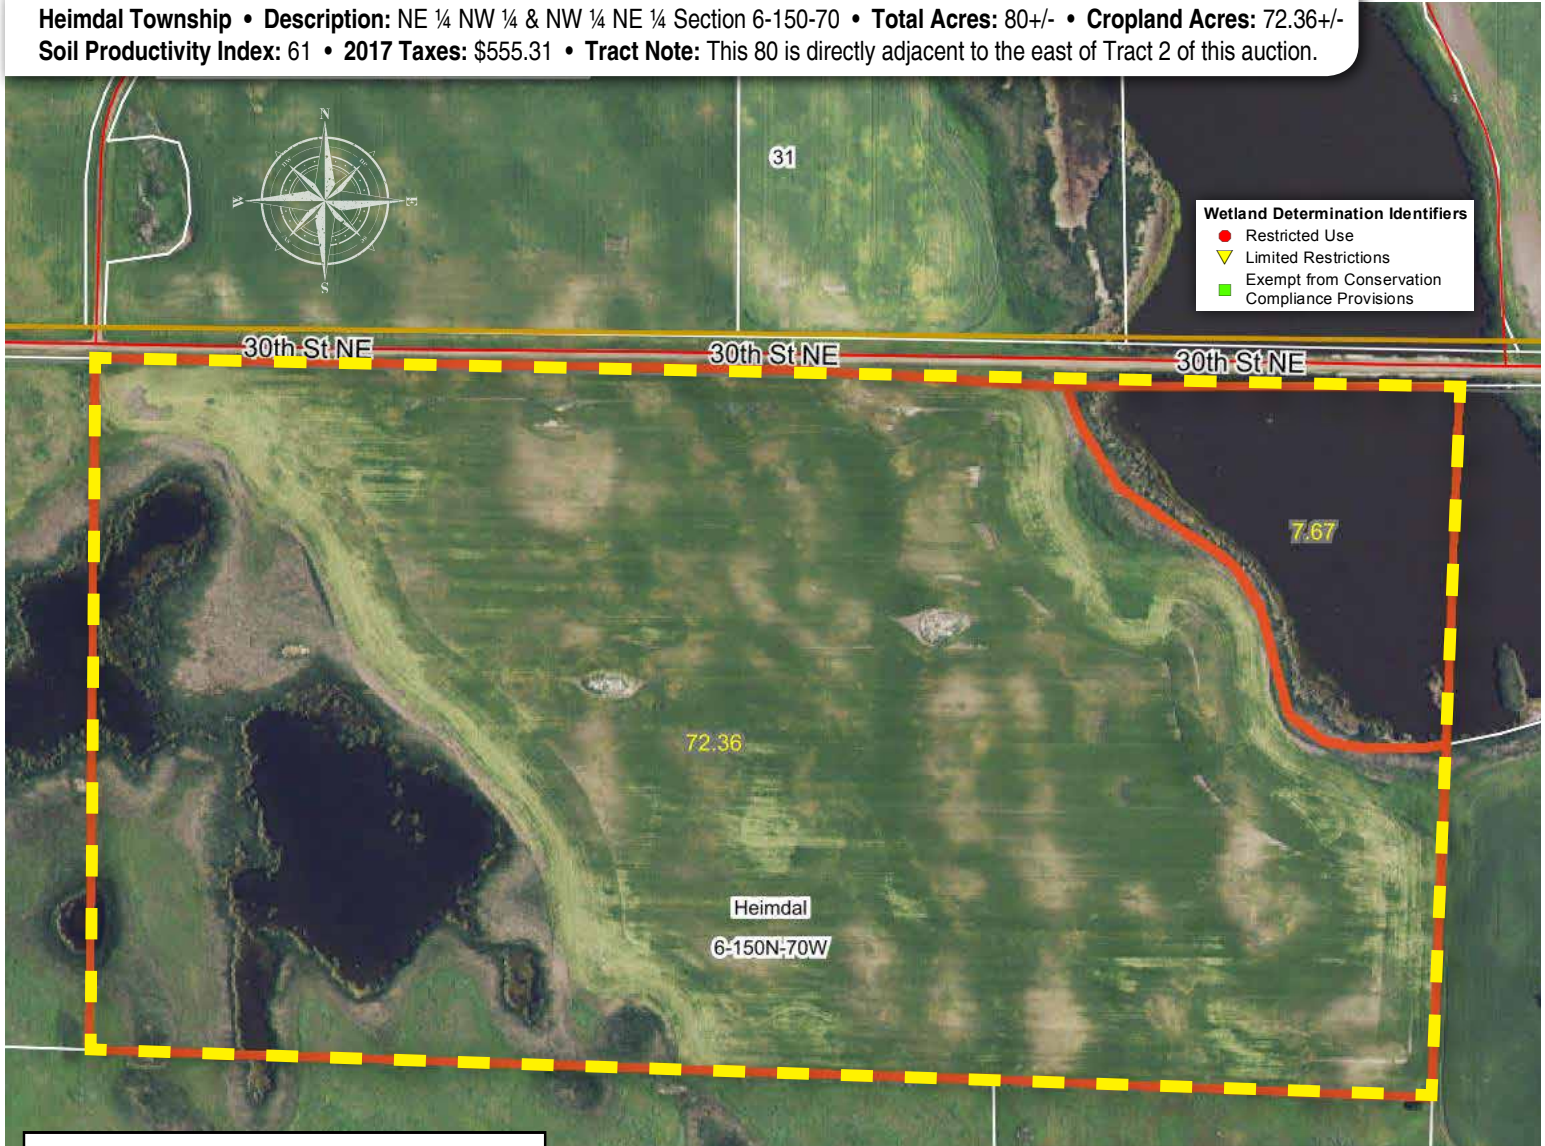 Heimdal Township • Description: NE ¼ NW ¼ & NW ¼ NE ¼ Section 6-150-70 • Total Acres: 80+/- • Cropland Acres: 72.36+/-
Soil Productivity Index: 61 • 2017 Taxes: $555.31 • Tract Note: This 80 is directly adjacent to the east of Tract 2 of this auction.
N
W
E
S
31
Wetland Determination Identifiers
Restricted Use
Limited Restrictions
Exempt from Conservation
Compliance Provisions
30th St NE
30th St NE
30th St NE
7.67
72.36
Heimdal
6-150N-70W